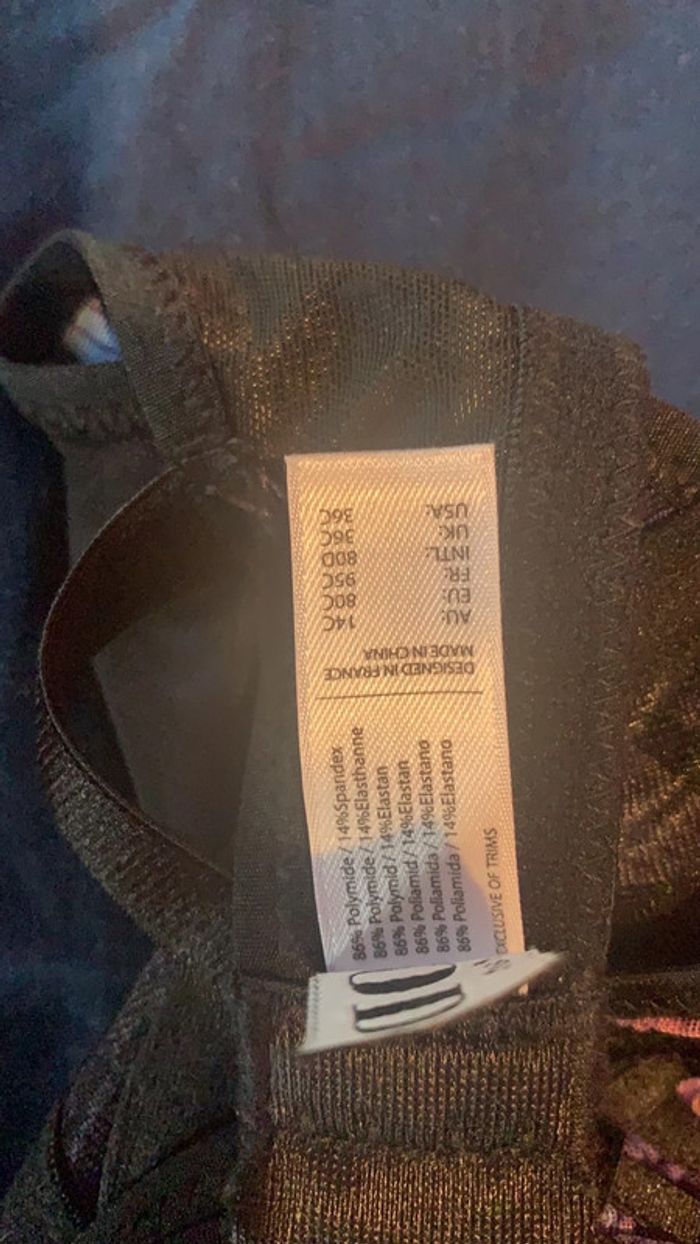 USA: 36C
UK: 36C
INTL: 80D
FR: 95C
EU: 80C
AU: 14C
DESIGNED IN FRANCE
MADE IN CHINA
86% Polymide / 14%Spandex
86% Polymide / 14%Elasthanne
86% Polymid / 14%Elastan
86% Poliamid / 14%Elastan
86% Poliamida / 14%Elastano
86% Poliamida / 14%Elastano
EXCLUSIVE OF TRIMS